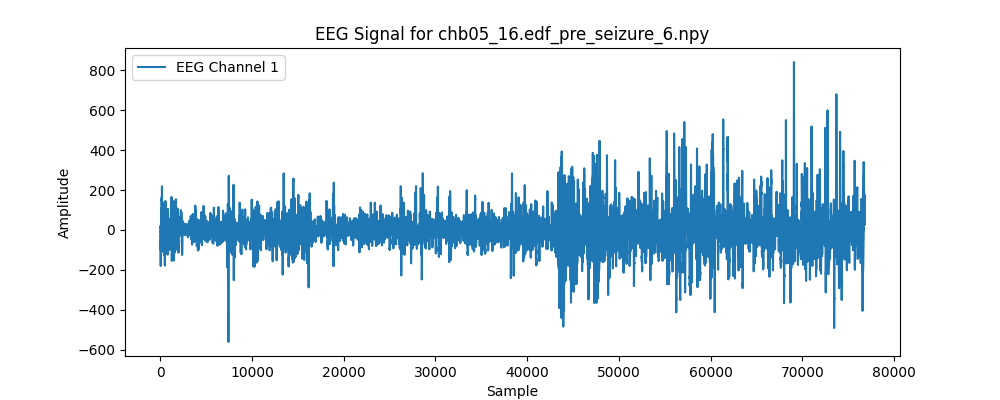 EEG Signal for chb05_16.edf_pre_seizure_6.npy
EEG Channel 1
800
600
400
200
0
−200
−400
−600
Amplitude
0 10000 20000 30000 40000 50000 60000 70000 80000
Sample